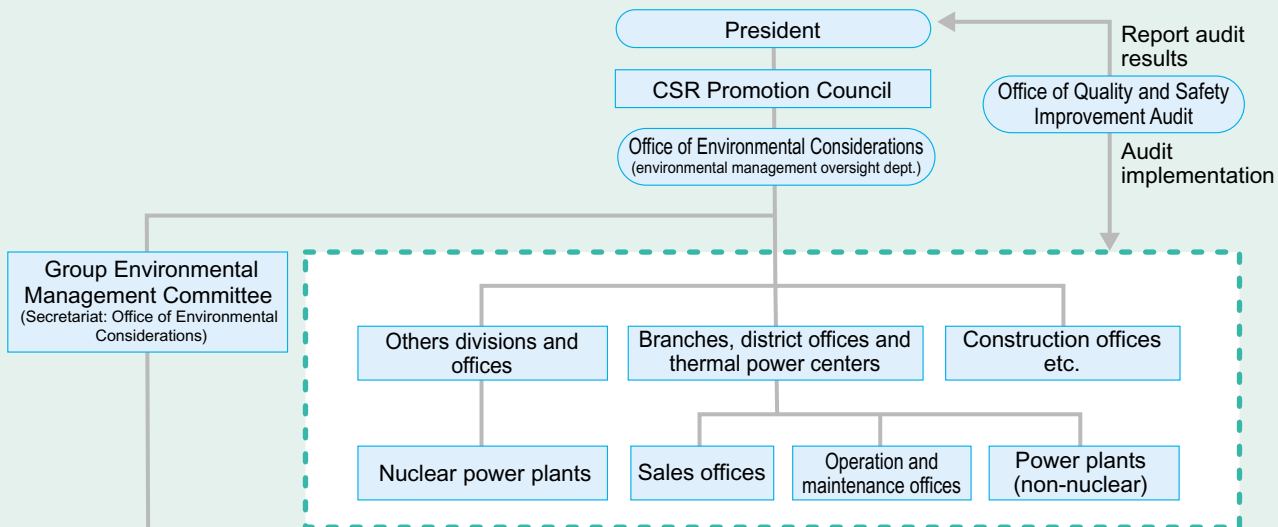 President
Report audit
results
CSR Promotion Council
Office of Quality and Safety
Improvement Audit
Office of Environmental Considerations
(environmental management oversight dept.)
Audit
implementation
Group Environmental
Management Committee
(Secretariat: Office of Environmental
Considerations)
Others divisions and
offices
Branches, district offices and
thermal power centers
Construction offices
etc.
Nuclear power plants
Sales offices
Operation and
maintenance offices
Power plants
(non-nuclear)